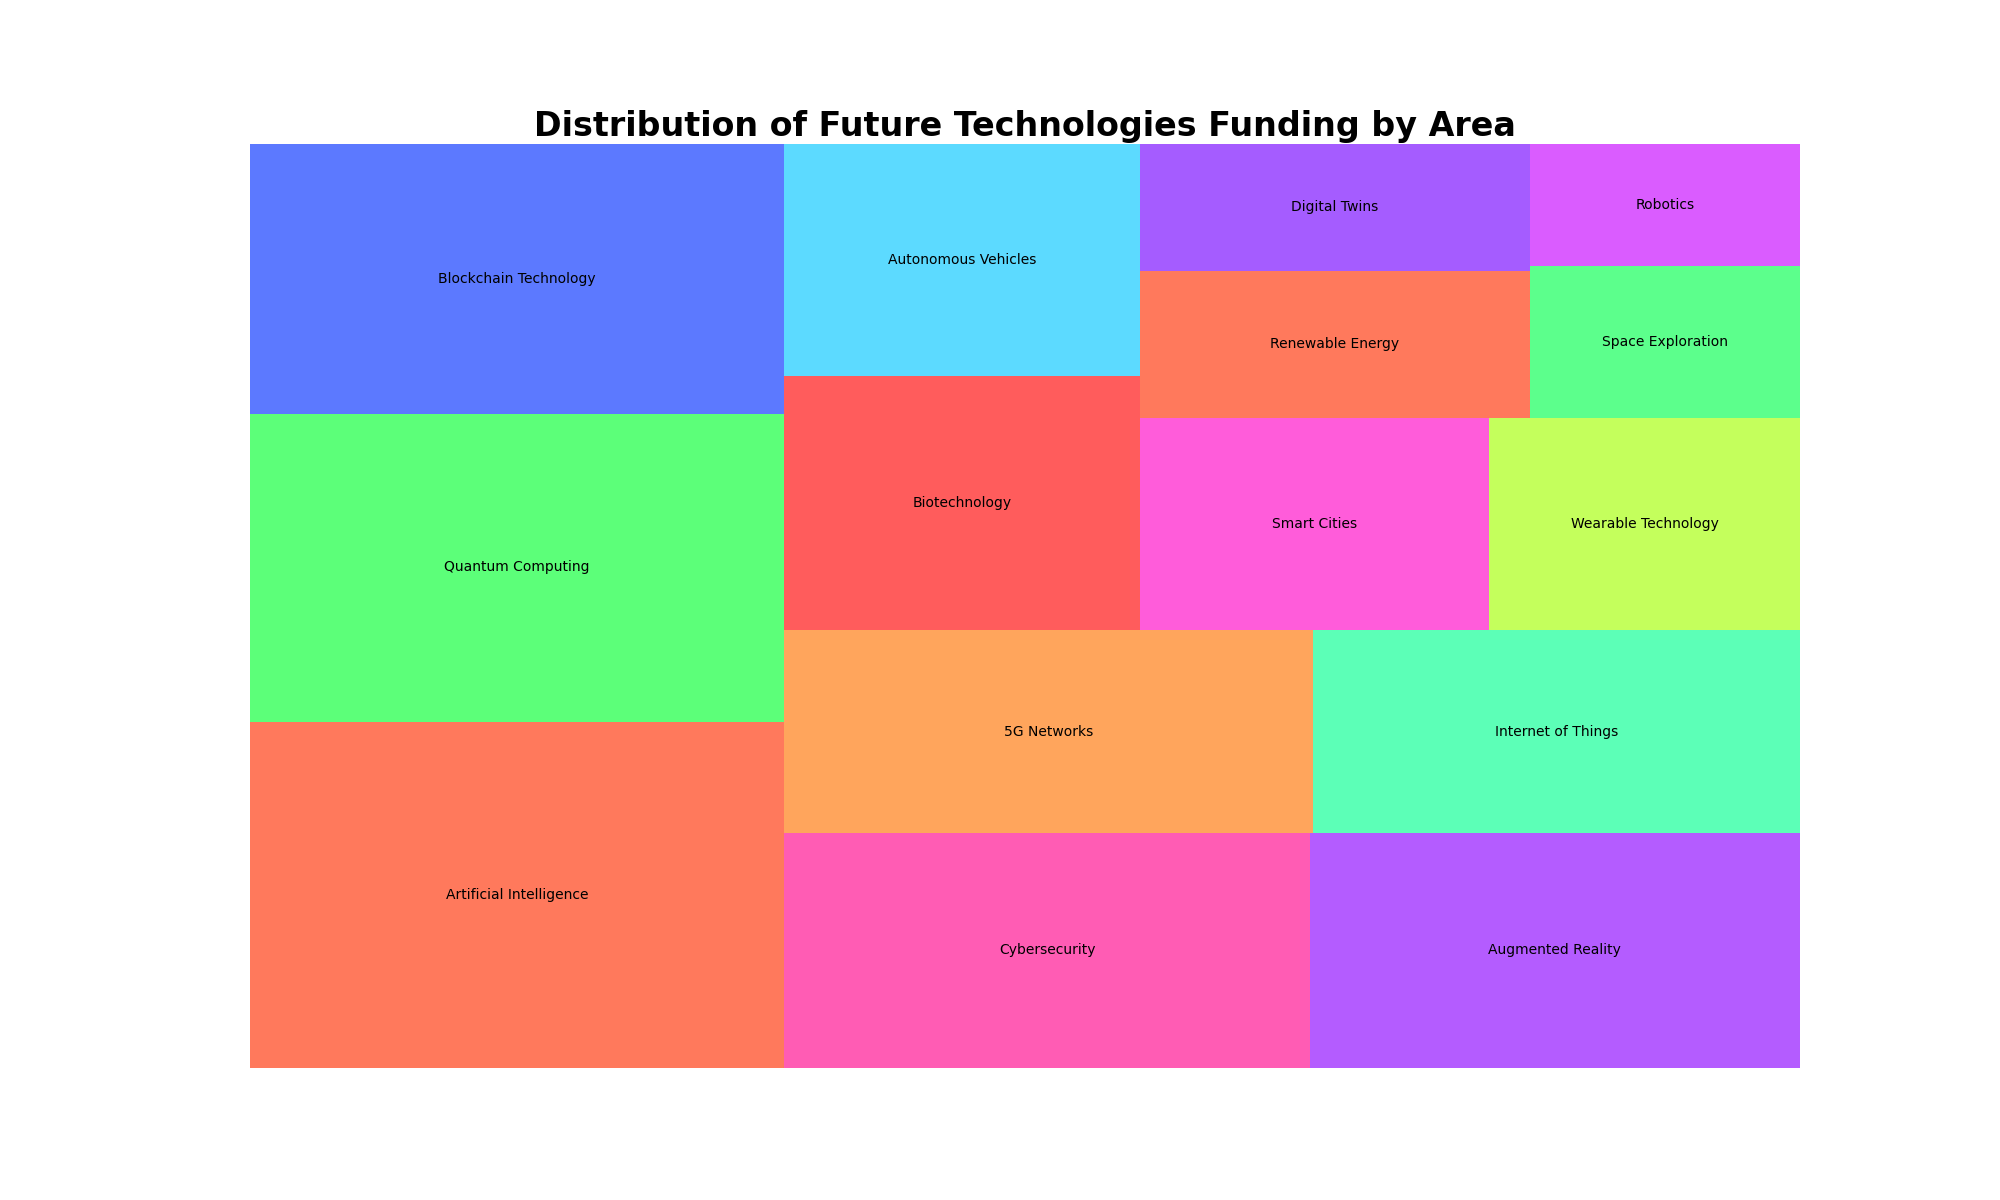 Distribution of Future Technologies Funding by Area
Blockchain Technology
Autonomous Vehicles
Digital Twins
Robotics
Renewable Energy
Space Exploration
Quantum Computing
Biotechnology
Smart Cities
Wearable Technology
5G Networks
Internet of Things
Artificial Intelligence
Cybersecurity
Augmented Reality